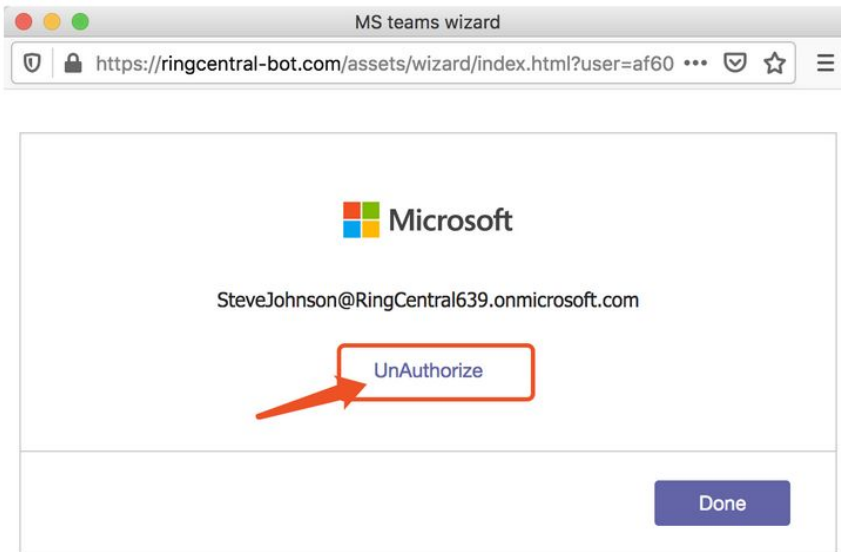 MS teams wizard
https://ringcentral-bot.com/assets/wizard/index.html?user=af60
Microsoft
SteveJohnson@RingCentral639.onmicrosoft.com
UnAuthorize
Done